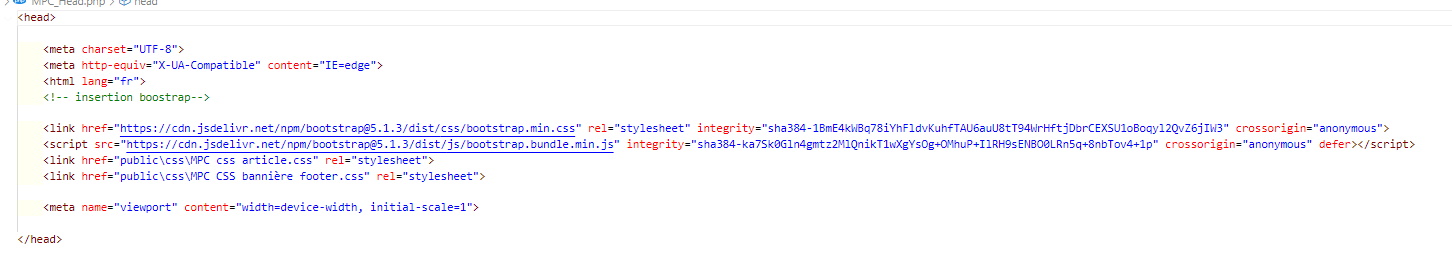 MPC_Head.php > head
<head>
<meta charset="UTF-8">
<meta http-equiv="X-UA-Compatible" content="IE=edge">
<html lang="fr">
<!-- insertion boostrap-->
<link href="https://cdn.jsdelivr.net/npm/bootstrap@5.1.3/dist/css/bootstrap.min.css" rel="stylesheet" integrity="sha384-1BmE4kWBq78iYhFldvKuhfTAU6auU8tT94WrHftjDbrCEXSU1oBoqyl2QvZ6jIW3" crossorigin="anonymous">
<script src="https://cdn.jsdelivr.net/npm/bootstrap@5.1.3/dist/js/bootstrap.bundle.min.js" integrity="sha384-ka7Sk0Gln4gmtz2MlQnikT1wXgYsOg+OMhuP+IlRH9sENBO0LRn5q+8nbTov4+1p" crossorigin="anonymous" defer></script>
<link href="public\css\MPC css article.css" rel="stylesheet">
<link href="public\css\MPC CSS bannière footer.css" rel="stylesheet">
<meta name="viewport" content="width=device-width, initial-scale=1">
</head>